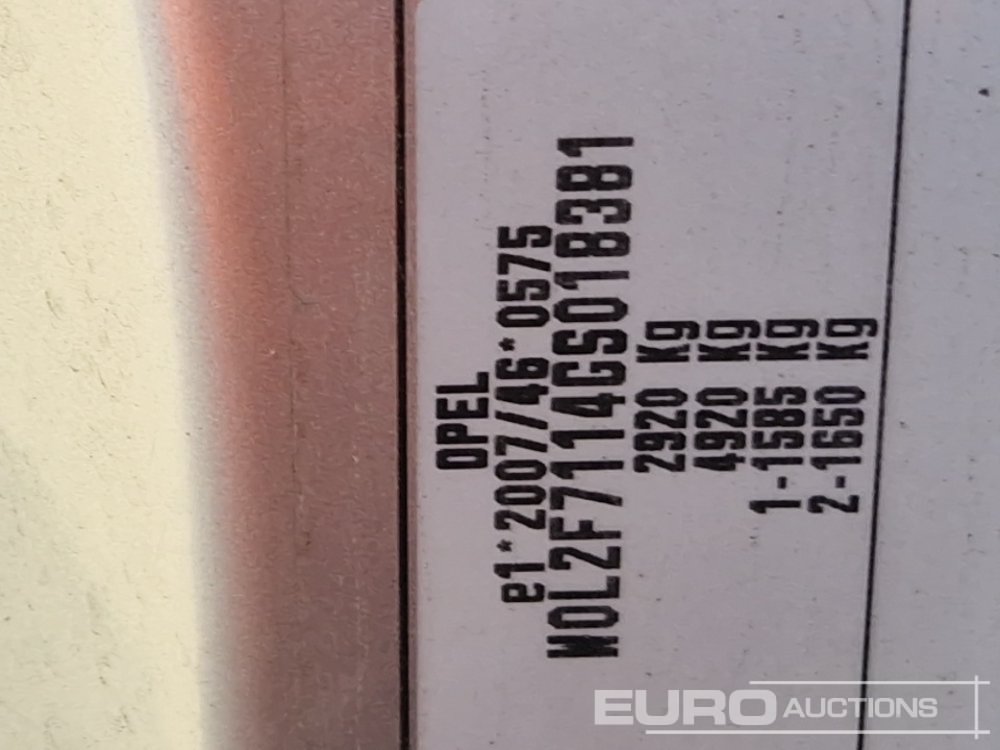 OPEL
e1*2007/46*0575
W0L2F7114GS018381
2920 Kg
4920 Kg
1-1585 Kg
2-1650 Kg
EURO AUCTIONS